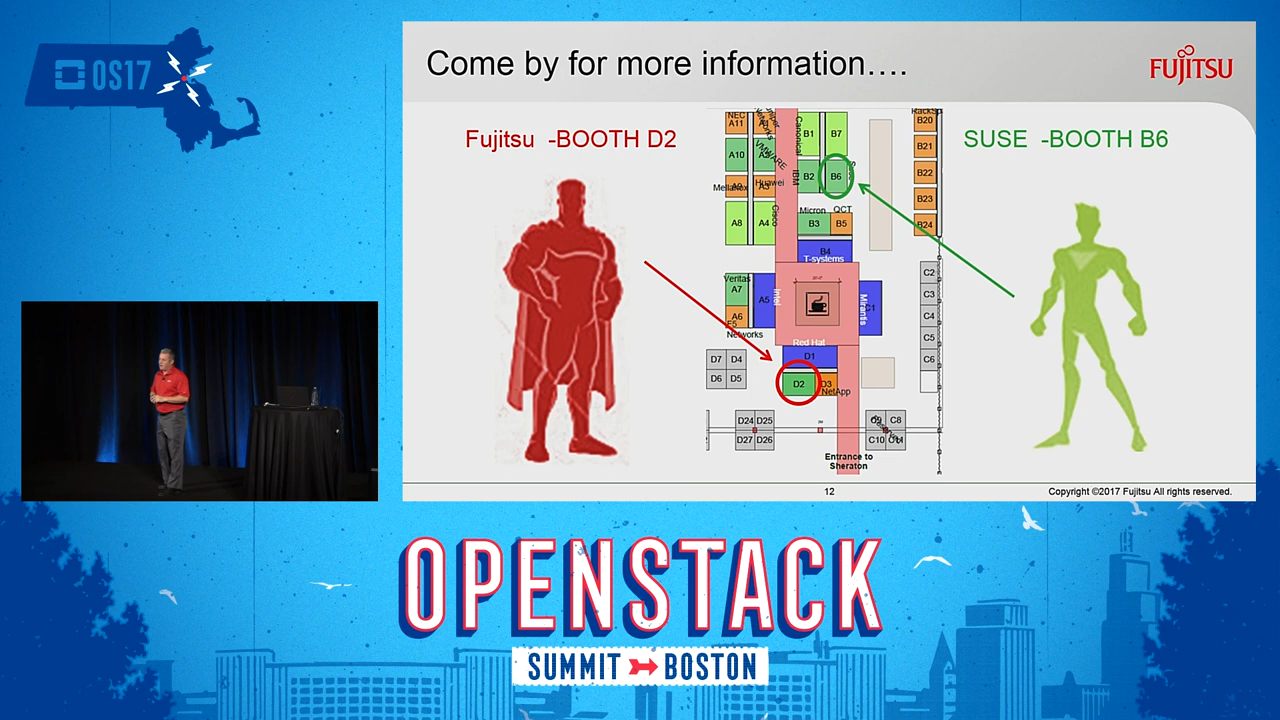 OS17
Come by for more information….
FUJITSU
Fujitsu -BOOTH D2
SUSE -BOOTH B6
NEC
A11
A10
Mellanox
Huawei
VMWARE
A8
A4
Cisco
Canonical
IBM
B1
B7
B2
B6
Micron
QCT
B3
B5
B4
T-systems
B20
B21
B22
B23
B24
Veritas
A7
A5
Intel
A6
F5
Networks
Mirantis
C1
C2
C3
C4
C5
C6
Red Hat
D1
D2
D3
NetApp
D7 D4
D6 D5
D24 D25
D27 D26
C8
C10
Entrance to
Sheraton
12
Copyright ©2017 Fujitsu All rights reserved.
OPENSTACK
SUMMIT BOSTON